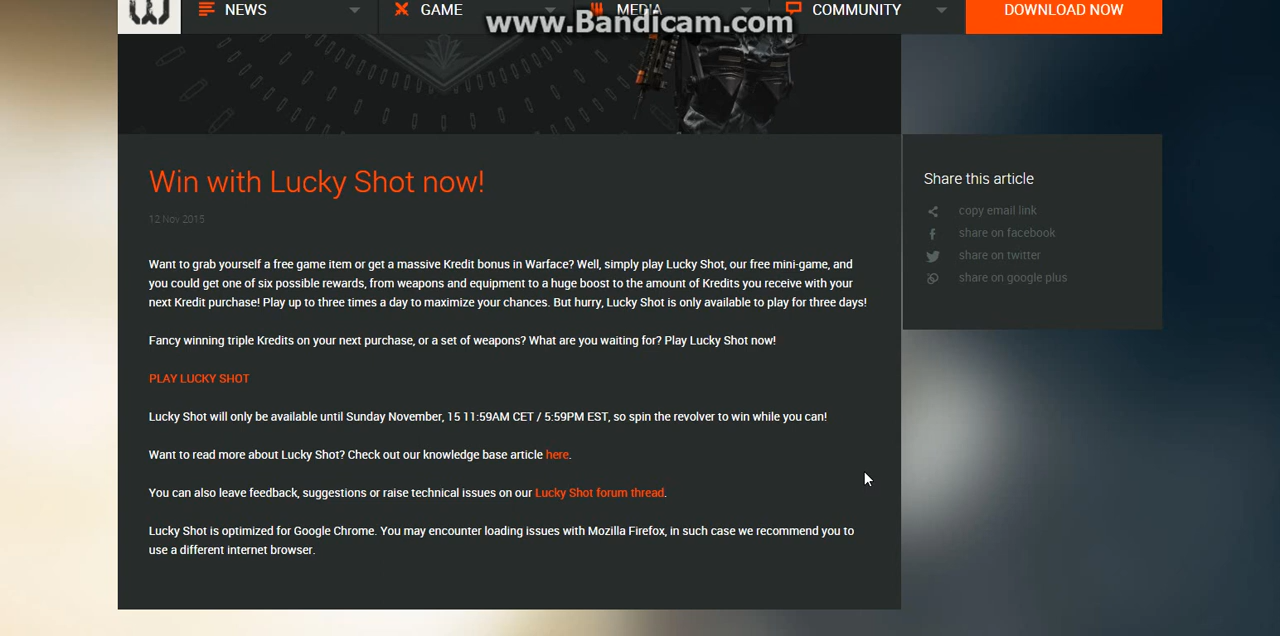 www.Bandicam.com
NEWS
GAME
MEDIA
COMMUNITY
DOWNLOAD NOW
Win with Lucky Shot now!
12 Nov 2015
Want to grab yourself a free game item or get a massive Kredit bonus in Warface? Well, simply play Lucky Shot, our free mini-game, and
you could get one of six possible rewards, from weapons and equipment to a huge boost to the amount of Kredits you receive with your
next Kredit purchase! Play up to three times a day to maximize your chances. But hurry, Lucky Shot is only available to play for three days!
Fancy winning triple Kredits on your next purchase, or a set of weapons? What are you waiting for? Play Lucky Shot now!
PLAY LUCKY SHOT
Lucky Shot will only be available until Sunday November, 15 11:59AM CET / 5:59PM EST, so spin the revolver to win while you can!
Want to read more about Lucky Shot? Check out our knowledge base article here.
You can also leave feedback, suggestions or raise technical issues on our Lucky Shot forum thread.
Lucky Shot is optimized for Google Chrome. You may encounter loading issues with Mozilla Firefox, in such case we recommend you to
use a different internet browser.
Share this article
copy email link
share on facebook
share on twitter
share on google plus